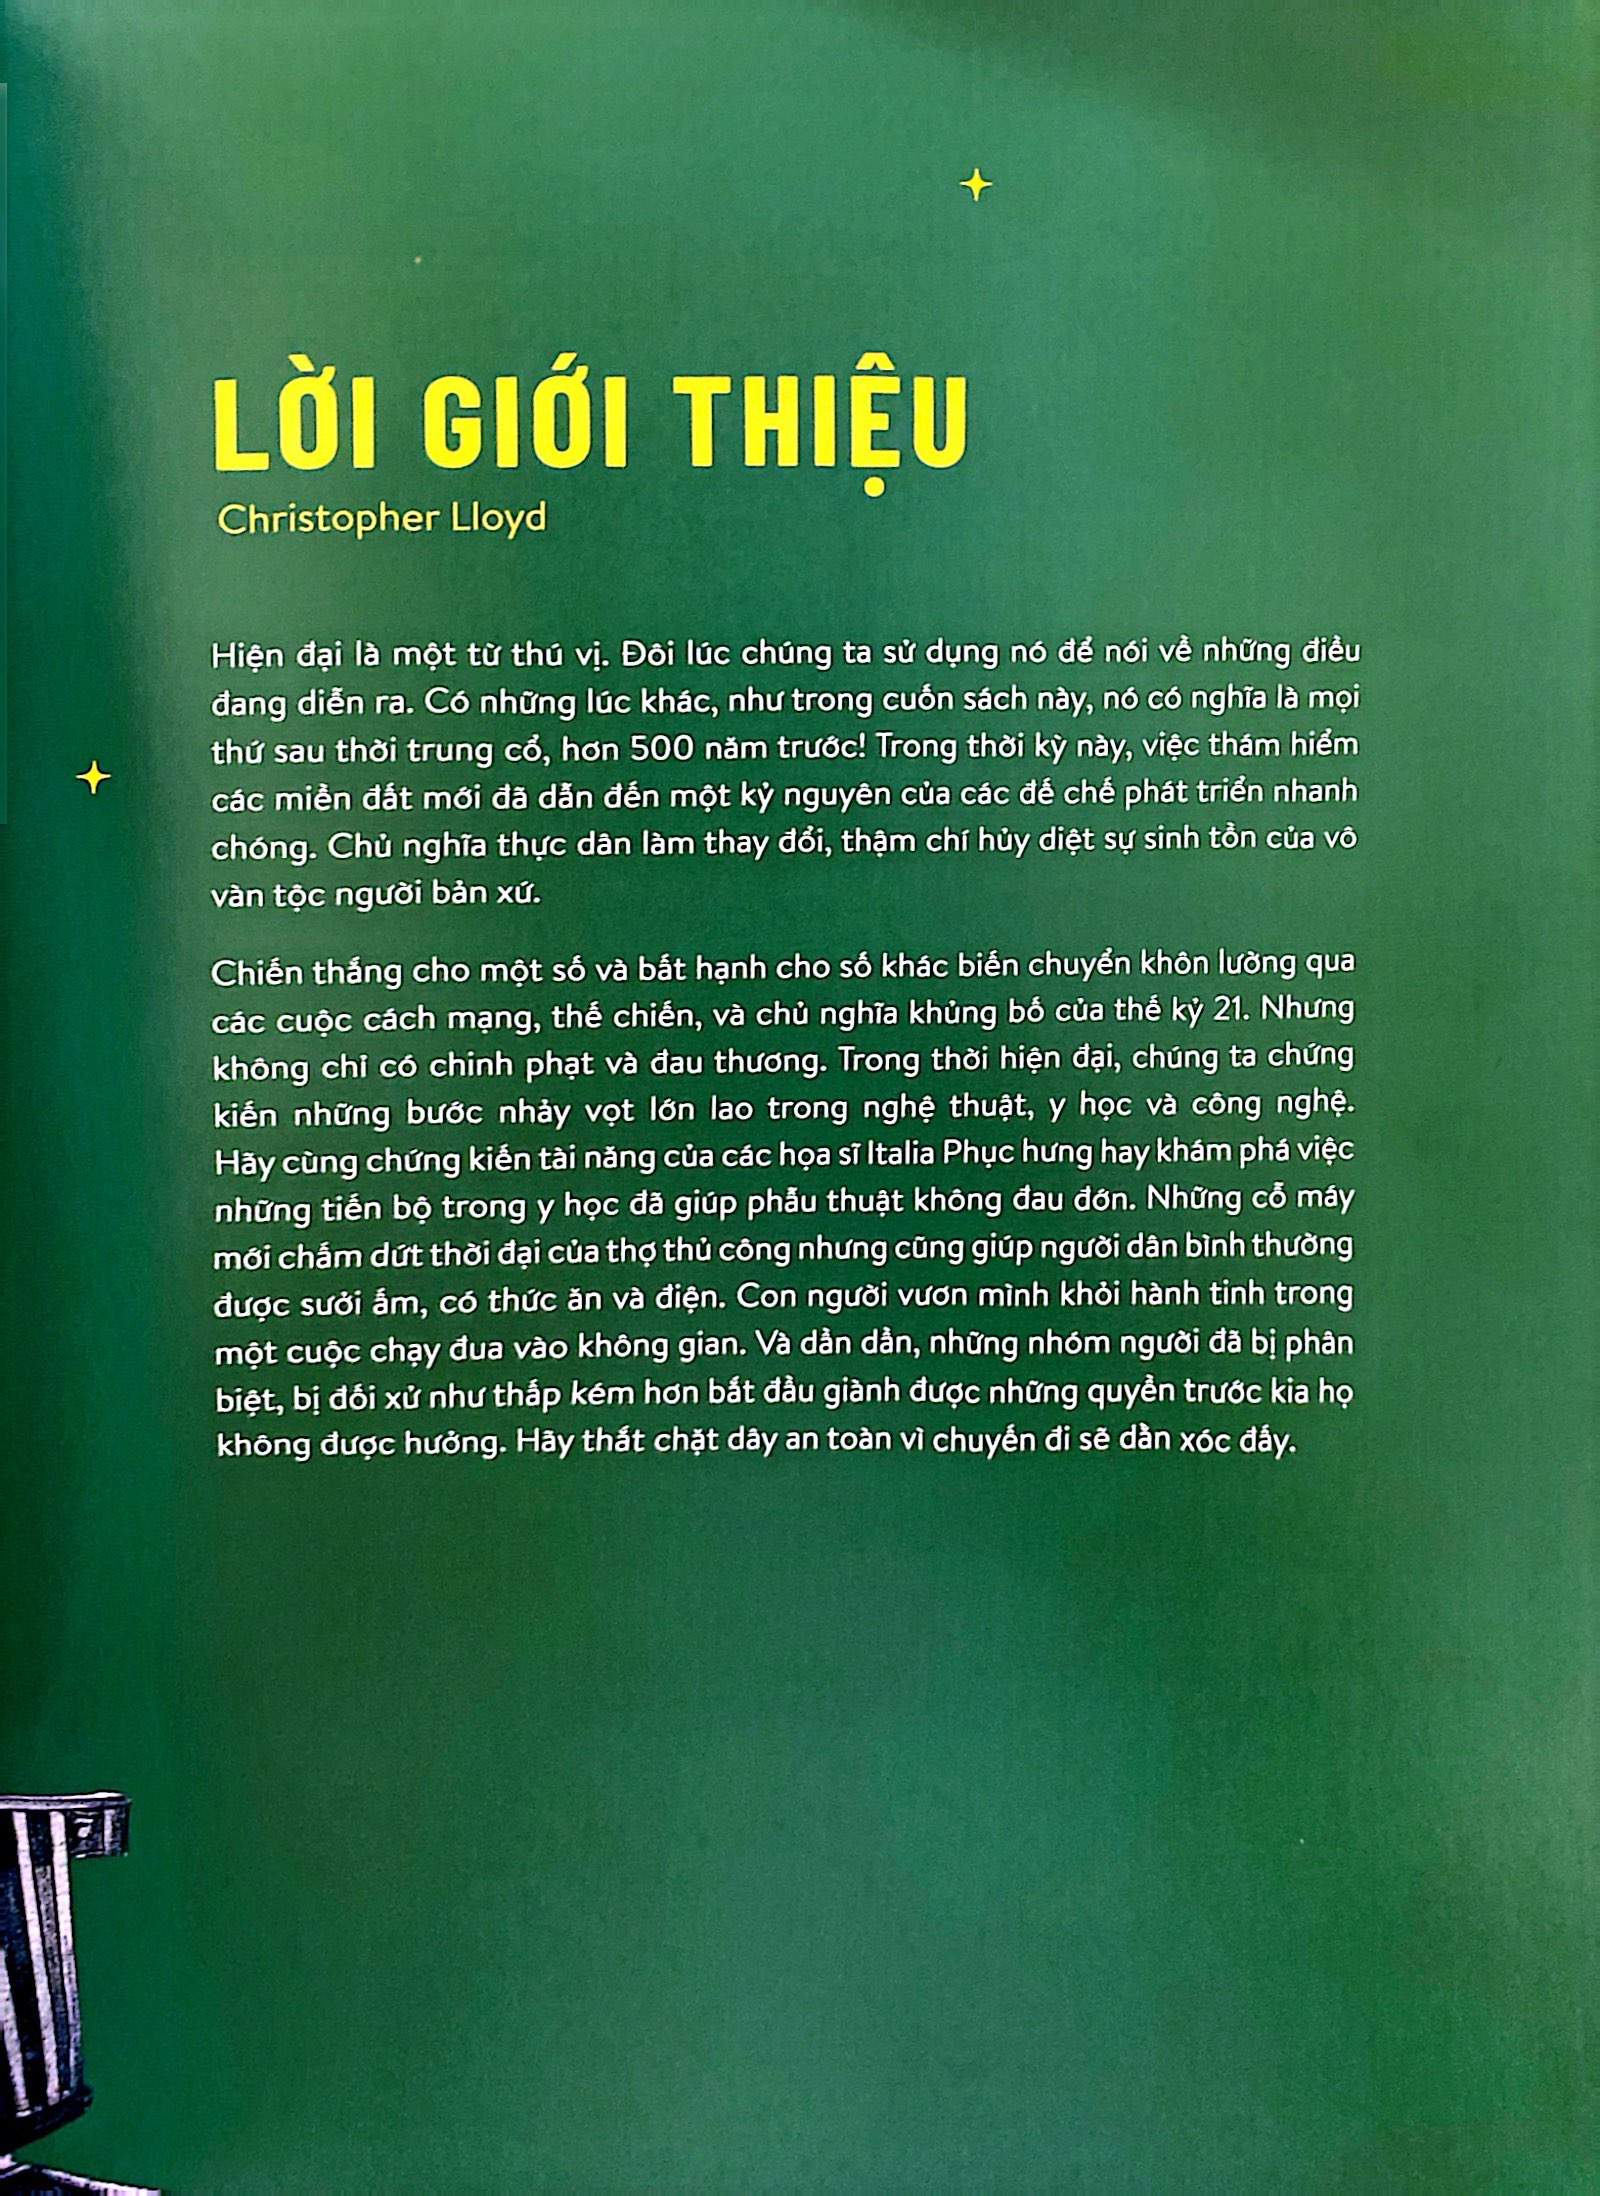 LỜI GIỚI THIỆU
Christopher Lloyd
Hiện đại là một từ thú vị. Đôi lúc chúng ta sử dụng nó để nói về những điều
đang diễn ra. Có những lúc khác, như trong cuốn sách này, nó có nghĩa là mọi
thứ sau thời trung cổ, hơn 500 năm trước! Trong thời kỳ này, việc thám hiểm
các miền đất mới đã dẫn đến một kỷ nguyên của các đế chế phát triển nhanh
chóng. Chủ nghĩa thực dân làm thay đổi, thậm chí hủy diệt sự sinh tồn của vô
vàn tộc người bản xứ.
Chiến thắng cho một số và bất hạnh cho số khác biến chuyển khôn lường qua
các cuộc cách mạng, thế chiến, và chủ nghĩa khủng bố của thế kỷ 21. Nhưng
không chỉ có chinh phạt và đau thương. Trong thời hiện đại, chúng ta chứng
kiến những bước nhảy vọt lớn lao trong nghệ thuật, y học và công nghệ.
Hãy cùng chứng kiến tài năng của các họa sĩ Italia Phục hưng hay khám phá việc
những tiến bộ trong y học đã giúp phẫu thuật không đau đớn. Những cỗ máy
mới chấm dứt thời đại của thợ thủ công nhưng cũng giúp người dân bình thường
được sưởi ấm, có thức ăn và điện. Con người vươn mình khỏi hành tinh trong
một cuộc chạy đua vào không gian. Và dần dần, những nhóm người đã bị phân
biệt, bị đối xử như thấp kém hơn bắt đầu giành được những quyền trước kia họ
không được hưởng. Hãy thắt chặt dây an toàn vì chuyến đi sẽ dằn xóc đấy.